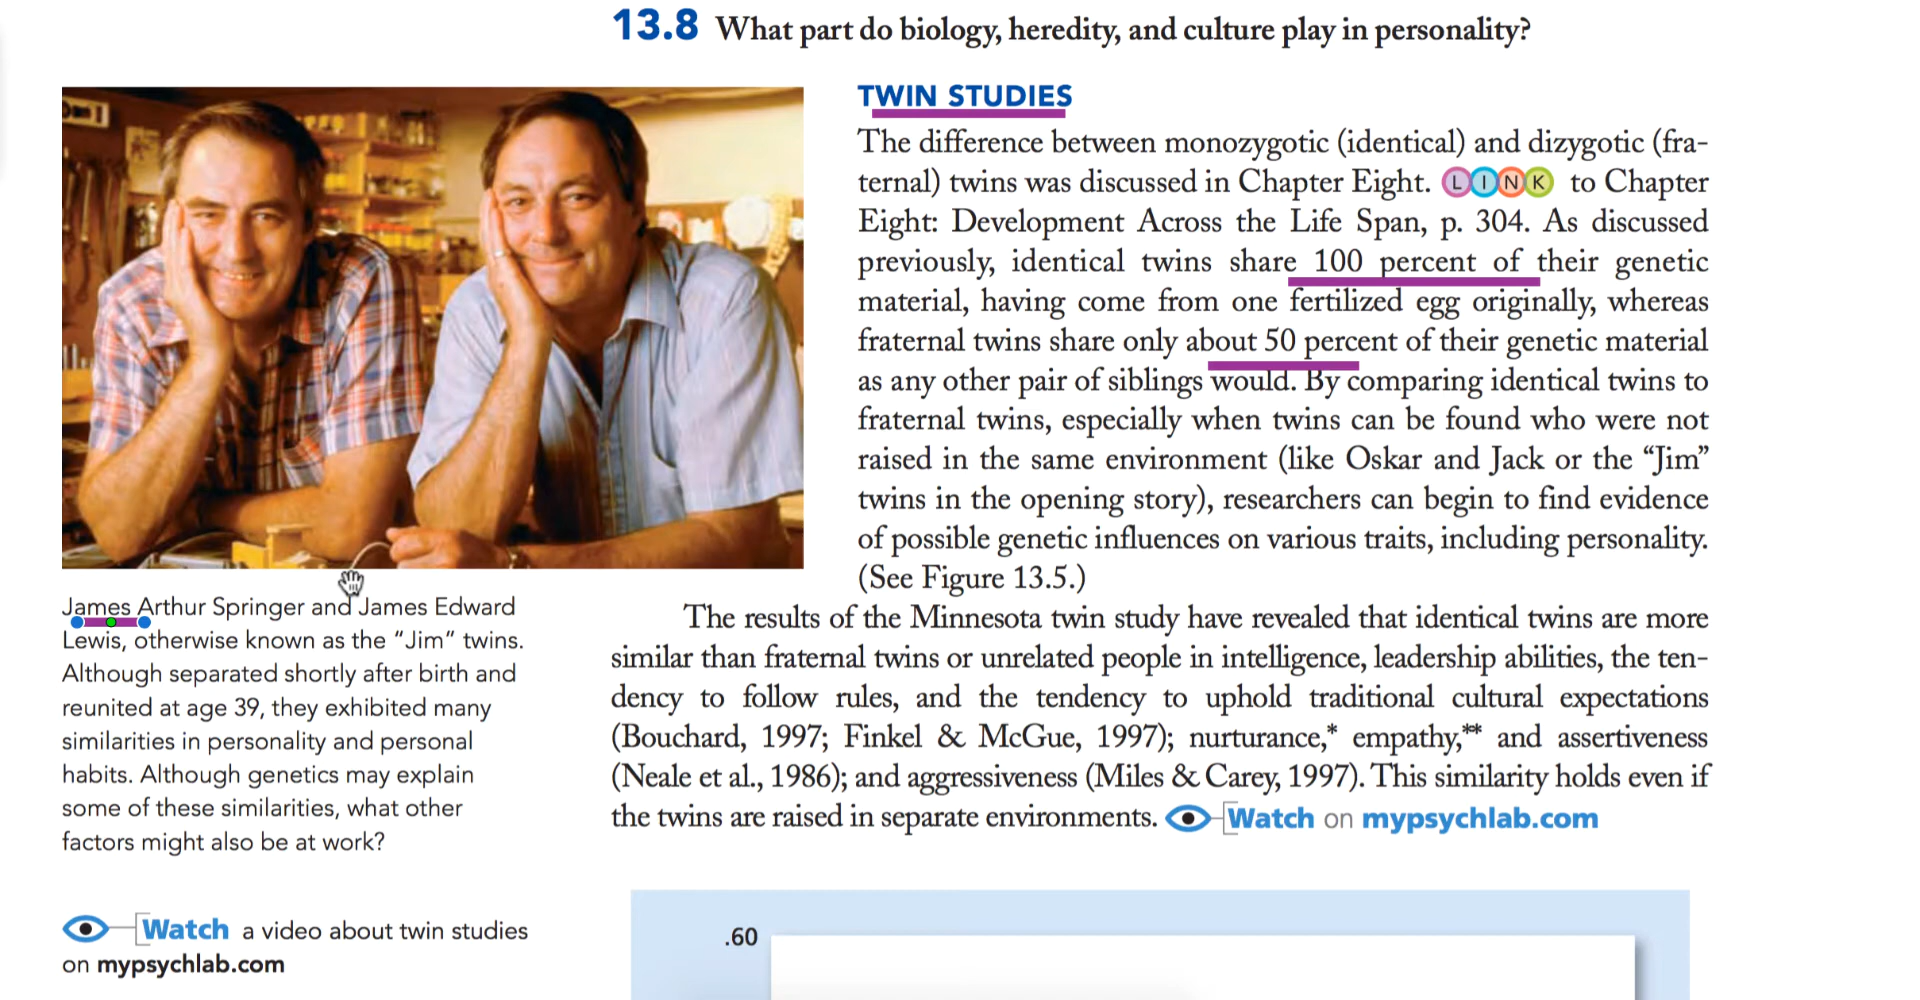 13.8 What part do biology, heredity, and culture play in personality?
TWIN STUDIES
The difference between monozygotic (identical) and dizygotic (fra-
ternal) twins was discussed in Chapter Eight. LINK to Chapter
Eight: Development Across the Life Span, p. 304. As discussed
previously, identical twins share 100 percent of their genetic
material, having come from one fertilized egg originally, whereas
fraternal twins share only about 50 percent of their genetic material
as any other pair of siblings would. By comparing identical twins to
fraternal twins, especially when twins can be found who were not
raised in the same environment (like Oskar and Jack or the “Jim”
twins in the opening story), researchers can begin to find evidence
of possible genetic influences on various traits, including personality.
(See Figure 13.5.)
The results of the Minnesota twin study have revealed that identical twins are more
similar than fraternal twins or unrelated people in intelligence, leadership abilities, the ten-
dency to follow rules, and the tendency to uphold traditional cultural expectations
(Bouchard, 1997; Finkel & McGue, 1997); nurturance,* empathy,** and assertiveness
(Neale et al., 1986); and aggressiveness (Miles & Carey, 1997). This similarity holds even if
the twins are raised in separate environments. Watch on mypsychlab.com
James Arthur Springer and James Edward
Lewis, otherwise known as the “Jim” twins.
Although separated shortly after birth and
reunited at age 39, they exhibited many
similarities in personality and personal
habits. Although genetics may explain
some of these similarities, what other
factors might also be at work?
Watch a video about twin studies
on mypsychlab.com
.60